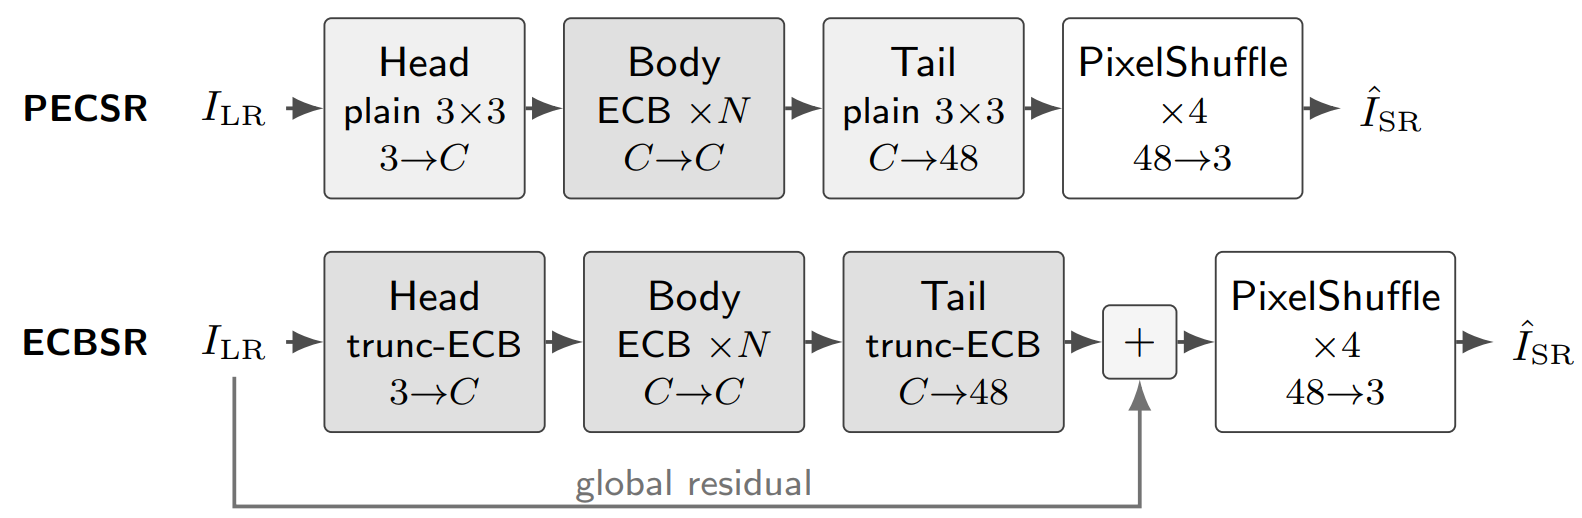 PECSR
I_LR
Head
plain 3×3
3→C
Body
ECB ×N
C→C
Tail
plain 3×3
C→48
PixelShuffle
×4
48→3
Î_SR
ECBSR
I_LR
Head
trunc-ECB
3→C
Body
ECB ×N
C→C
Tail
trunc-ECB
C→48
+
PixelShuffle
×4
48→3
Î_SR
global residual